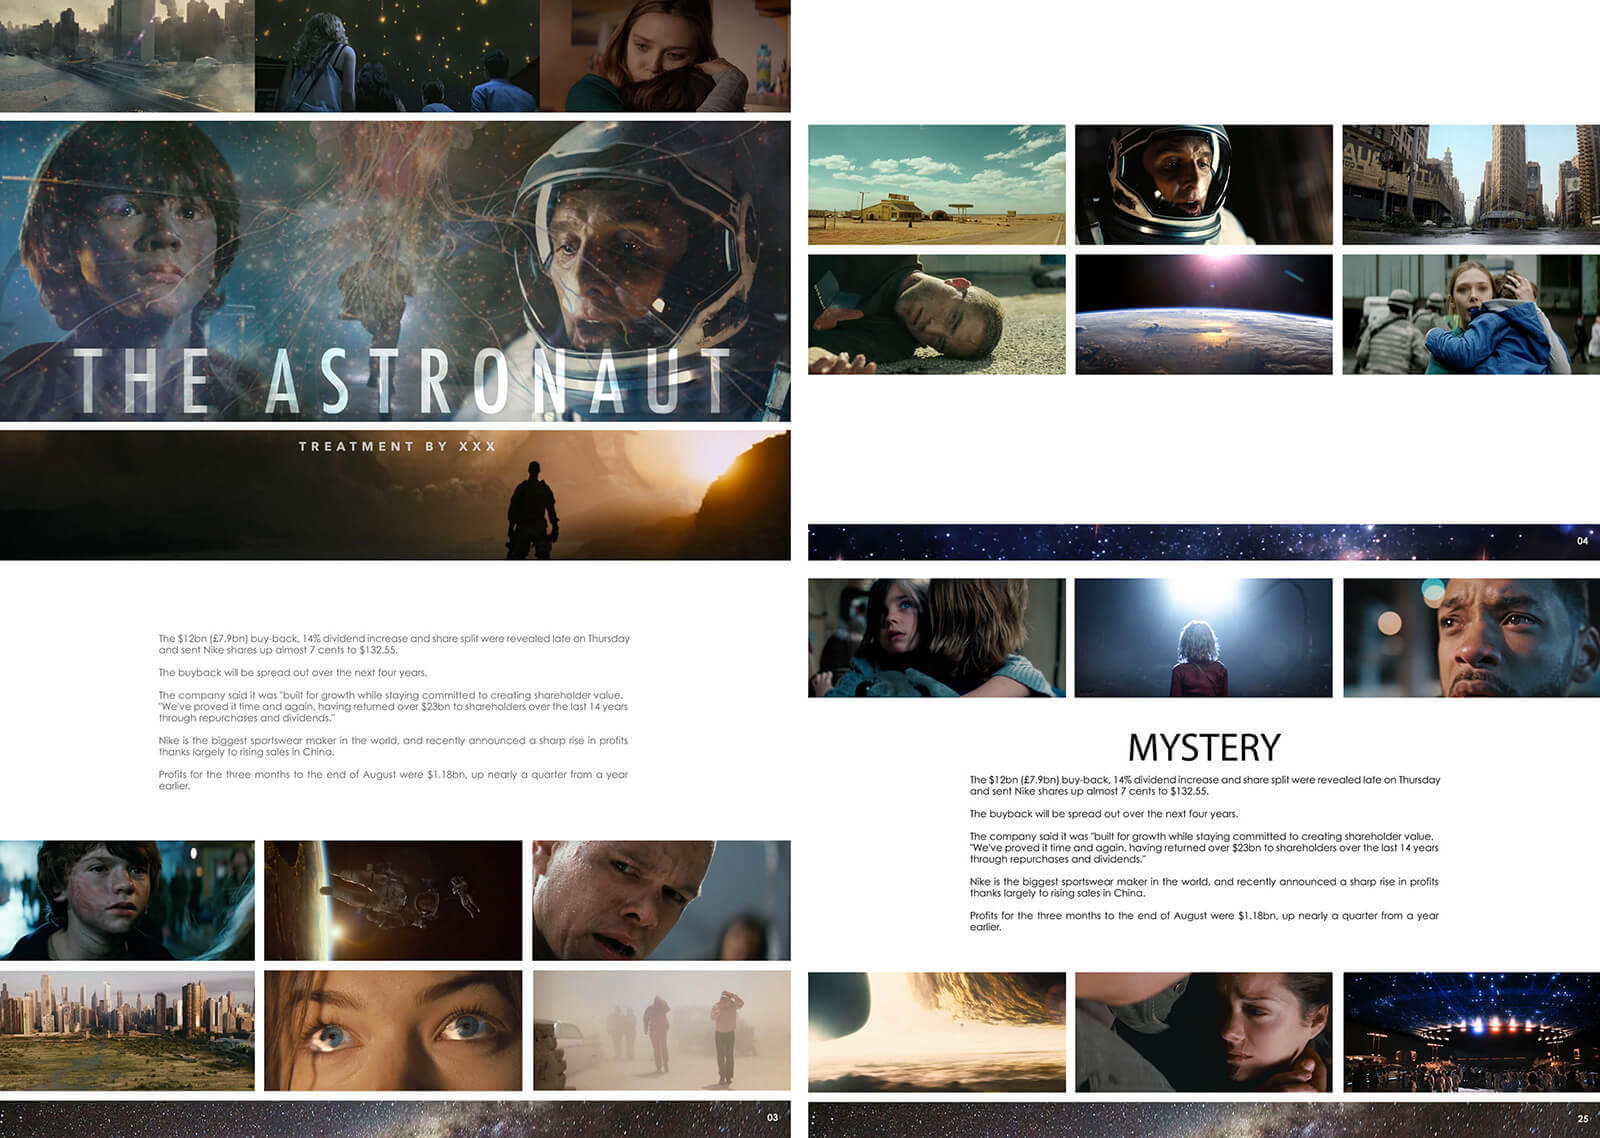 THE ASTRONAUT
TREATMENT BY XXX
The $12bn (£7.9bn) buy-back, 14% dividend increase and share split were revealed late on Thursday
and sent Nike shares up almost 7 cents to $132.55.
The buyback will be spread out over the next four years.
The company said it was "built for growth while staying committed to creating shareholder value.
"We've proved it time and again, having returned over $23bn to shareholders over the last 14 years
through repurchases and dividends."
Nike is the biggest sportswear maker in the world, and recently announced a sharp rise in profits
thanks largely to rising sales in China.
Profits for the three months to the end of August were $1.18bn, up nearly a quarter from a year
earlier.
03
04
MYSTERY
The $12bn (£7.9bn) buy-back, 14% dividend increase and share split were revealed late on Thursday
and sent Nike shares up almost 7 cents to $132.55.
The buyback will be spread out over the next four years.
The company said it was "built for growth while staying committed to creating shareholder value.
"We've proved it time and again, having returned over $23bn to shareholders over the last 14 years
through repurchases and dividends."
Nike is the biggest sportswear maker in the world, and recently announced a sharp rise in profits
thanks largely to rising sales in China.
Profits for the three months to the end of August were $1.18bn, up nearly a quarter from a year
earlier.
25